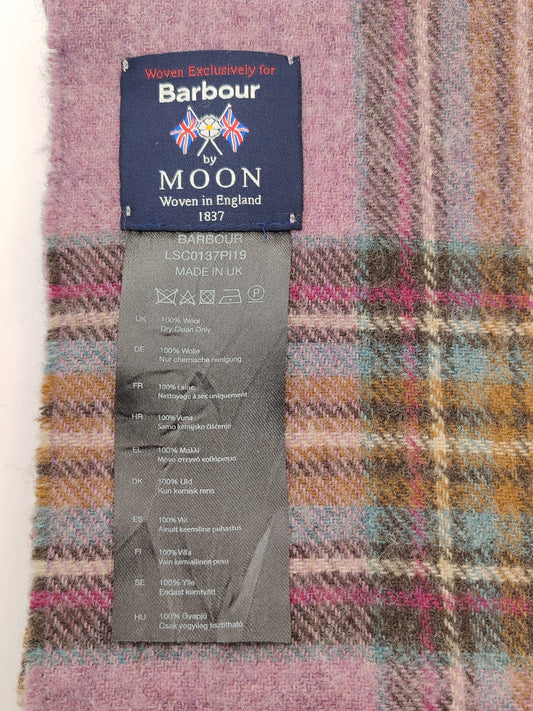 Woven Exclusively for
Barbour
by
MOON
Woven in England
1837
BARBOUR
LSC0137PI19
MADE IN UK
P
UK 100% Wool
Dry Clean Only
DE 100% Wolle
Nur chemische reinigung
FR 100% Laine
Nettoyage à sec uniquement
HR 100% Vuna
Samo kemijsko čišćenje
EL 100% Μαλλί
Μόνο στεγνό καθάρισμα
DK 100% Uld
Kun kemisk rens
ES 100% Vill
Ainult keemiline puhastus
FI 100% Villa
Vain kemiallinen pesu
SE 100% Ylle
Endast kemtvätt
HU 100% Gyapjú
Csak vegyileg tisztítható